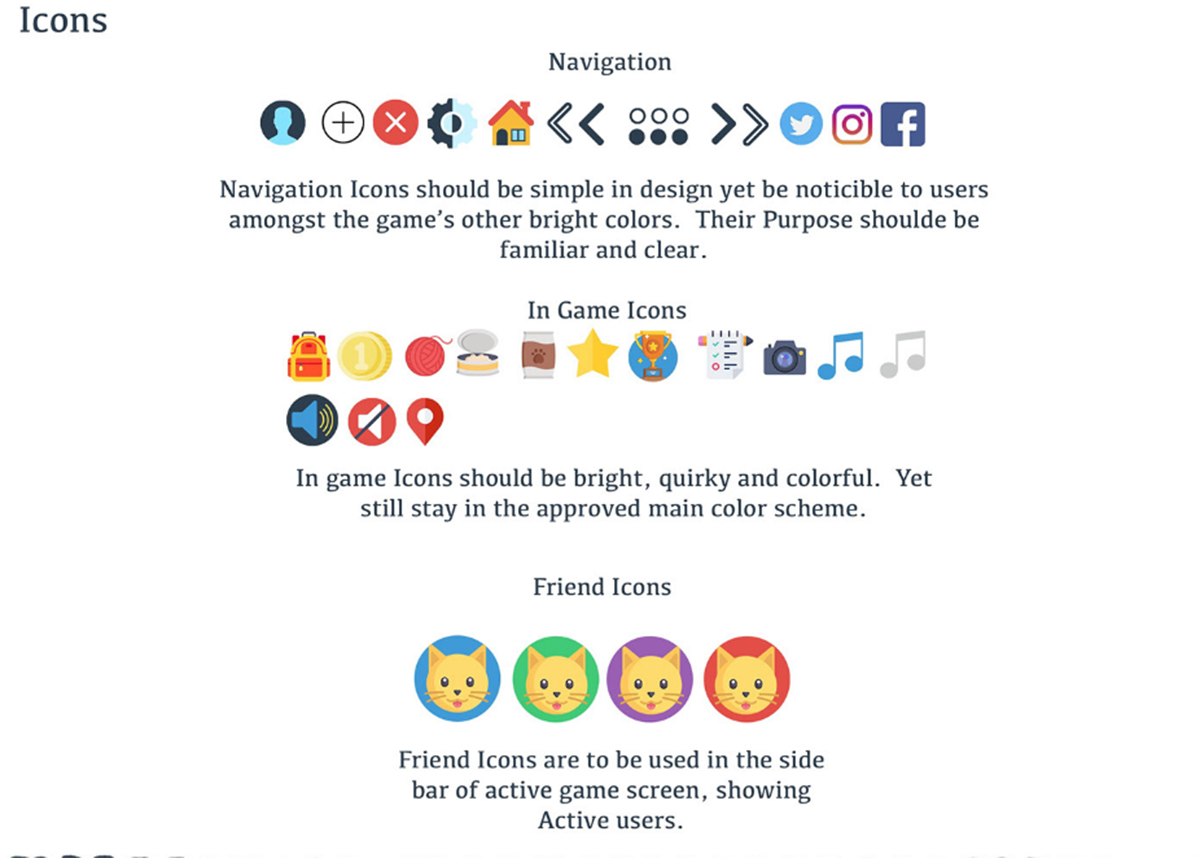 Icons
Navigation
Navigation Icons should be simple in design yet be noticible to users
amongst the game's other bright colors.  Their Purpose shoulde be
familiar and clear.
In Game Icons
1
In game Icons should be bright, quirky and colorful.  Yet
still stay in the approved main color scheme.
Friend Icons
Friend Icons are to be used in the side
bar of active game screen, showing
Active users.